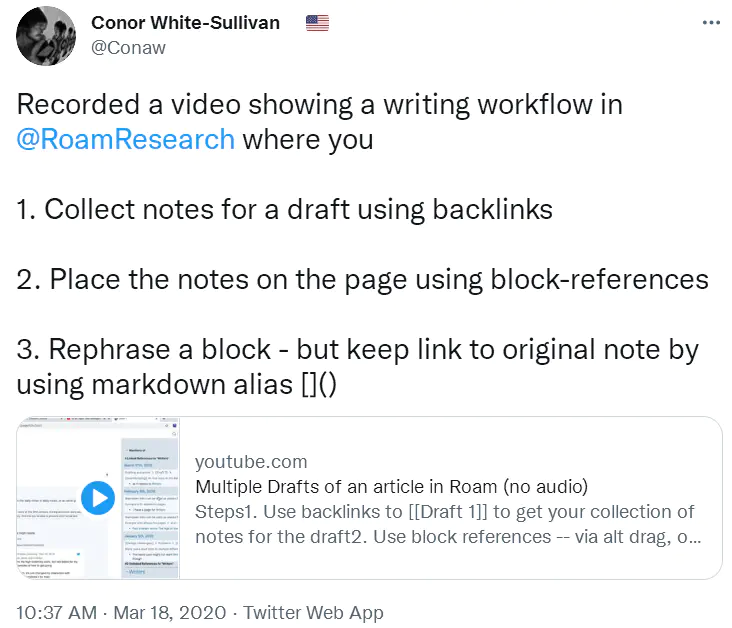 Conor White-Sullivan
@Conaw
Recorded a video showing a writing workflow in
@RoamResearch where you
1. Collect notes for a draft using backlinks
2. Place the notes on the page using block-references
3. Rephrase a block - but keep link to original note by
using markdown alias []()
youtube.com
Multiple Drafts of an article in Roam (no audio)
Steps1. Use backlinks to [[Draft 1]] to get your collection of
notes for the draft2. Use block references -- via alt drag, o...
10:37 AM · Mar 18, 2020 · Twitter Web App